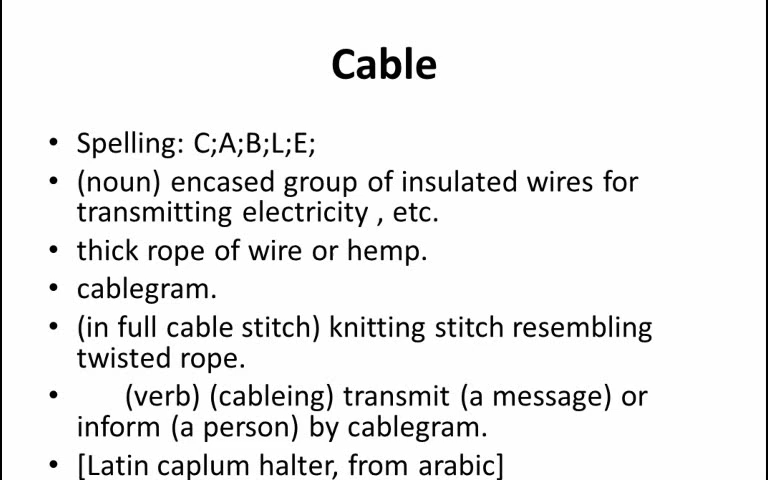 Cable
• Spelling: C;A;B;L;E;
• (noun) encased group of insulated wires for
transmitting electricity , etc.
• thick rope of wire or hemp.
• cablegram.
• (in full cable stitch) knitting stitch resembling
twisted rope.
• (verb) (cableing) transmit (a message) or
inform (a person) by cablegram.
• [Latin caplum halter, from arabic]